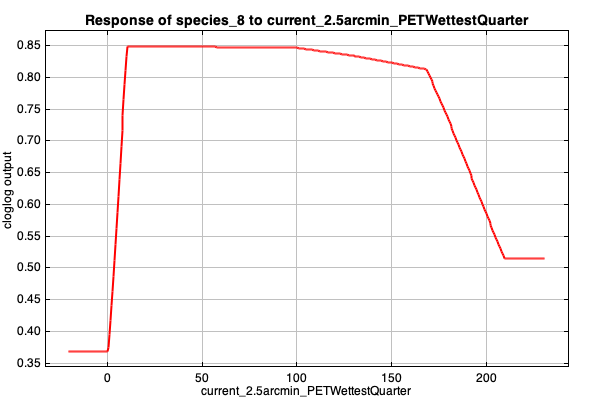 Response of species_8 to current_2.5arcmin_PETWettestQuarter
0.85
0.80
0.75
0.70
0.65
0.60
0.55
0.50
0.45
0.40
0.35
cloglog output
0 50 100 150 200
current_2.5arcmin_PETWettestQuarter